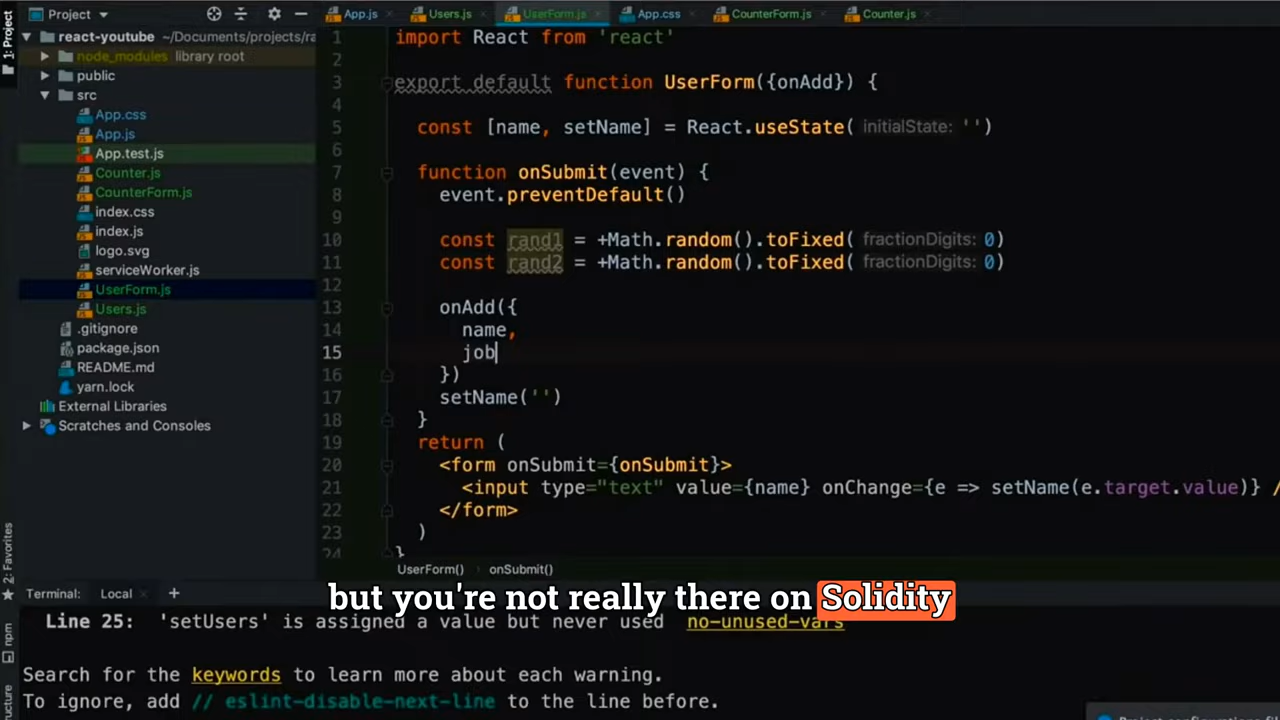 Project
App.js
Users.js
UserForm.js
App.css
CounterForm.js
Counter.js
1: Project
react-youtube ~/Documents/projects/ra
node_modules library root
public
src
App.css
App.js
App.test.js
Counter.js
CounterForm.js
index.css
index.js
logo.svg
serviceWorker.js
UserForm.js
Users.js
.gitignore
package.json
README.md
yarn.lock
External Libraries
Scratches and Consoles
1 import React from 'react'
2
3 export default function UserForm({onAdd}) {
4
5 const [name, setName] = React.useState( initialState: '')
6
7 function onSubmit(event) {
8 event.preventDefault()
9
10 const rand1 = +Math.random().toFixed( fractionDigits: 0)
11 const rand2 = +Math.random().toFixed( fractionDigits: 0)
12
13 onAdd({
14 name,
15 job
16 })
17 setName('')
18 }
19 return (
20 <form onSubmit={onSubmit}>
21 <input type="text" value={name} onChange={e => setName(e.target.value)} /
22 </form>
23 )
24 }
UserForm() onSubmit()
but you're not really there on Solidity
2: Favorites
npm
Terminal: Local +
Line 25: 'setUsers' is assigned a value but never used no-unused-vars
Search for the keywords to learn more about each warning.
To ignore, add // eslint-disable-next-line to the line before.